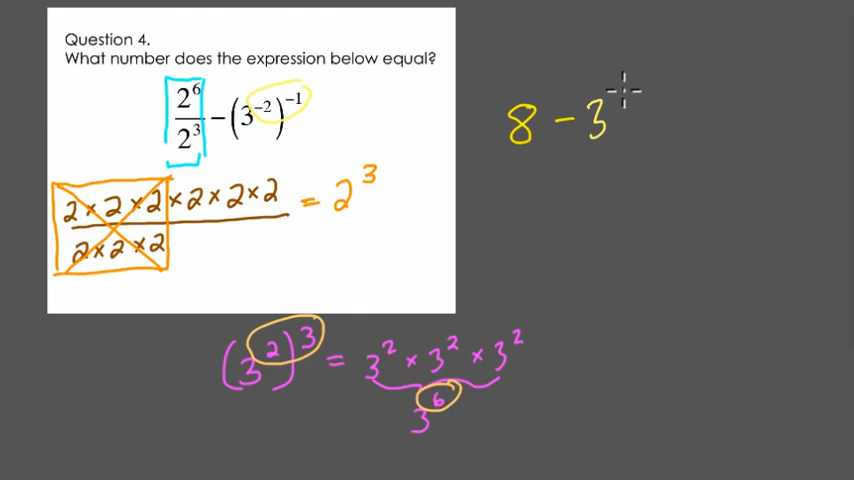 Question 4.
What number does the expression below equal?
2⁶/2³ − (3⁻²)⁻¹
2 × 2 × 2 × 2 × 2 × 2 = 2³
2 × 2 × 2
8 − 3
(3²)³ = 3² × 3² × 3²
3⁶